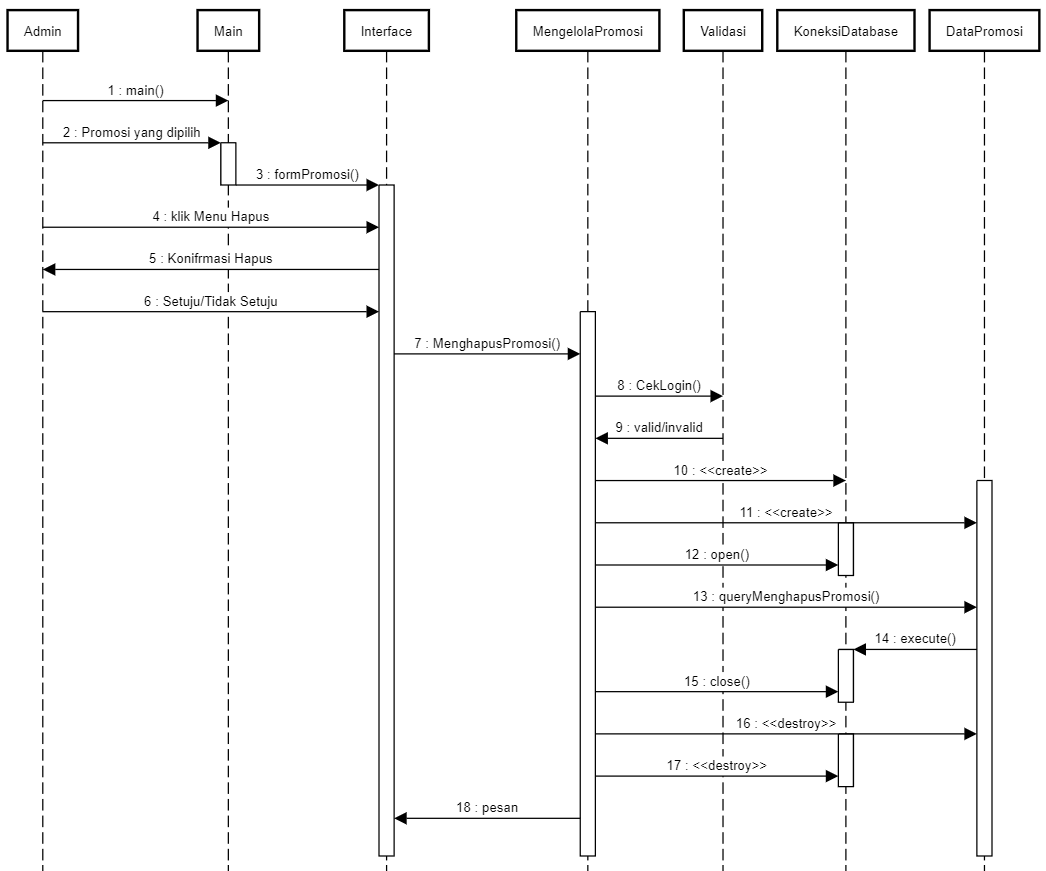 Admin
Main
Interface
MengelolaPromosi
Validasi
KoneksiDatabase
DataPromosi
1 : main()
2 : Promosi yang dipilih
3 : formPromosi()
4 : klik Menu Hapus
5 : Konifrmasi Hapus
6 : Setuju/Tidak Setuju
7 : MenghapusPromosi()
8 : CekLogin()
9 : valid/invalid
10 : <<create>>
11 : <<create>>
12 : open()
13 : queryMenghapusPromosi()
14 : execute()
15 : close()
16 : <<destroy>>
17 : <<destroy>>
18 : pesan